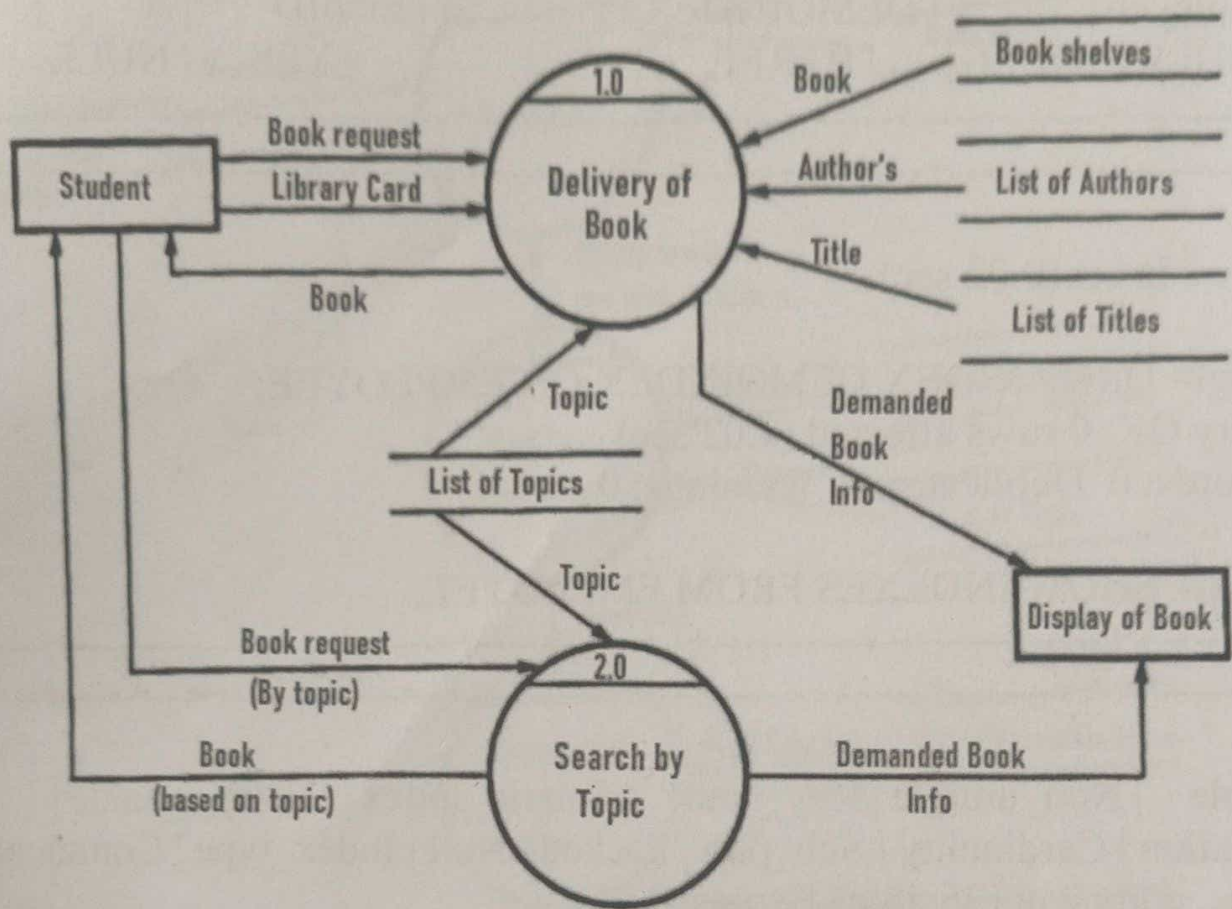 Book shelves
1.0
Book
Book request
Student
Library Card
Delivery of
Book
Author's
List of Authors
Title
Book
List of Titles
Topic
Demanded
Book
Info
List of Topics
Topic
Display of Book
Book request
(By topic)
2.0
Book
(based on topic)
Search by
Topic
Demanded Book
Info